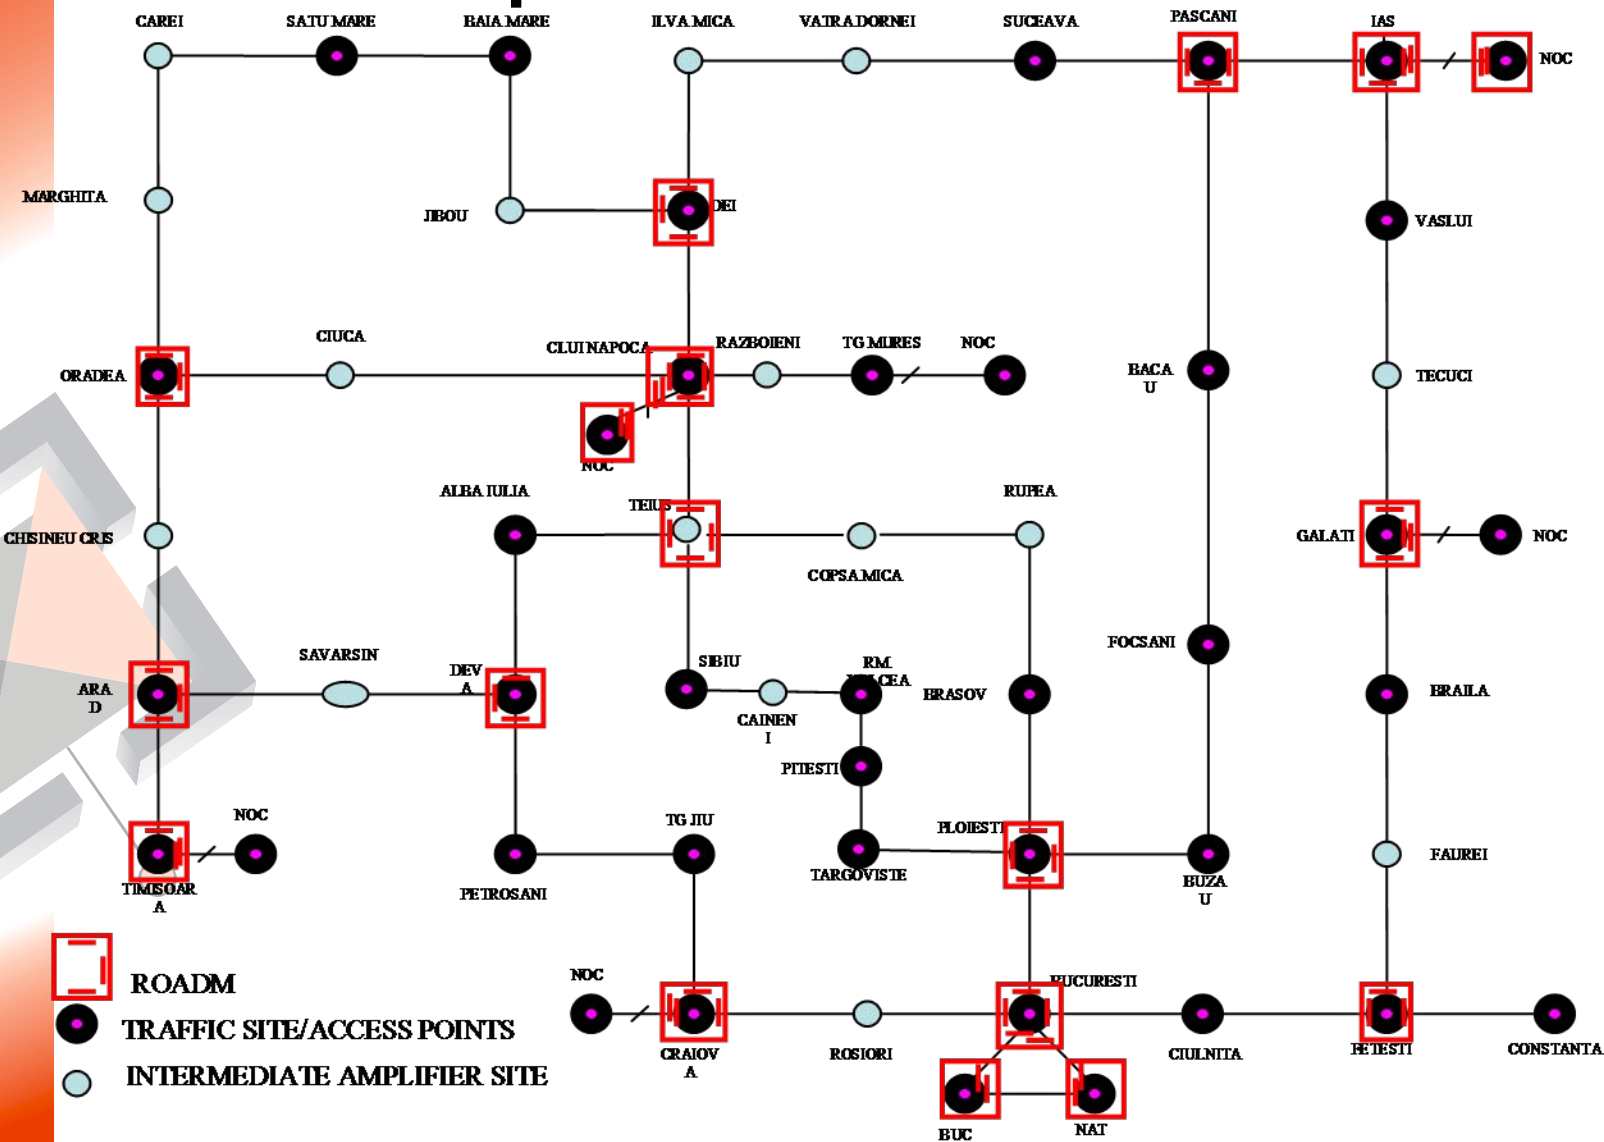 CAREI
SATU MARE
BAIA MARE
ILVA MICA
VATRA DORNEI
SUCEAVA
PASCANI
IAS
NOC
MARGHITA
JIBOU
DEJ
VASLUI
ORADEA
CIUCA
CLUJ NAPOCA
RAZBOIENI
TG MURES
NOC
BACA
U
TECUCI
NOC
ALBA IULIA
TEIUS
RUPEA
CHISINEU CRIS
COPSA MICA
GALATI
NOC
SAVARSIN
DEV
A
SIBIU
RM.
FOCSANI
ARA
D
BRASOV
BRAILA
CAINEN
I
PITESTI
NOC
TG JIU
PLOIESTI
TARGOVISTE
FAUREI
TIMISOAR
A
PETROSANI
BUZA
U
NOC
BUCURESTI
ROADM
TRAFFIC SITE/ACCESS POINTS
CRAIOV
A
ROSIORI
CIULNITA
FETESTI
CONSTANTA
INTERMEDIATE AMPLIFIER SITE
BUC
NAT